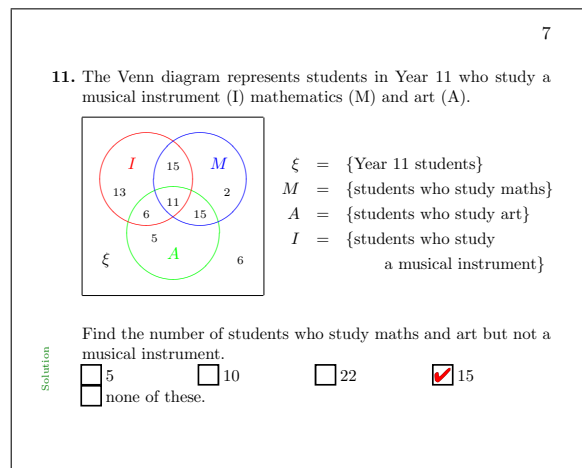 7
11. The Venn diagram represents students in Year 11 who study a
musical instrument (I) mathematics (M) and art (A).
I 15 M
13 2
11
6 15
5
A
ξ 6
ξ = {Year 11 students}
M = {students who study maths}
A = {students who study art}
I = {students who study
a musical instrument}
Find the number of students who study maths and art but not a
musical instrument.
Solution
5 10 22 ✔ 15
none of these.